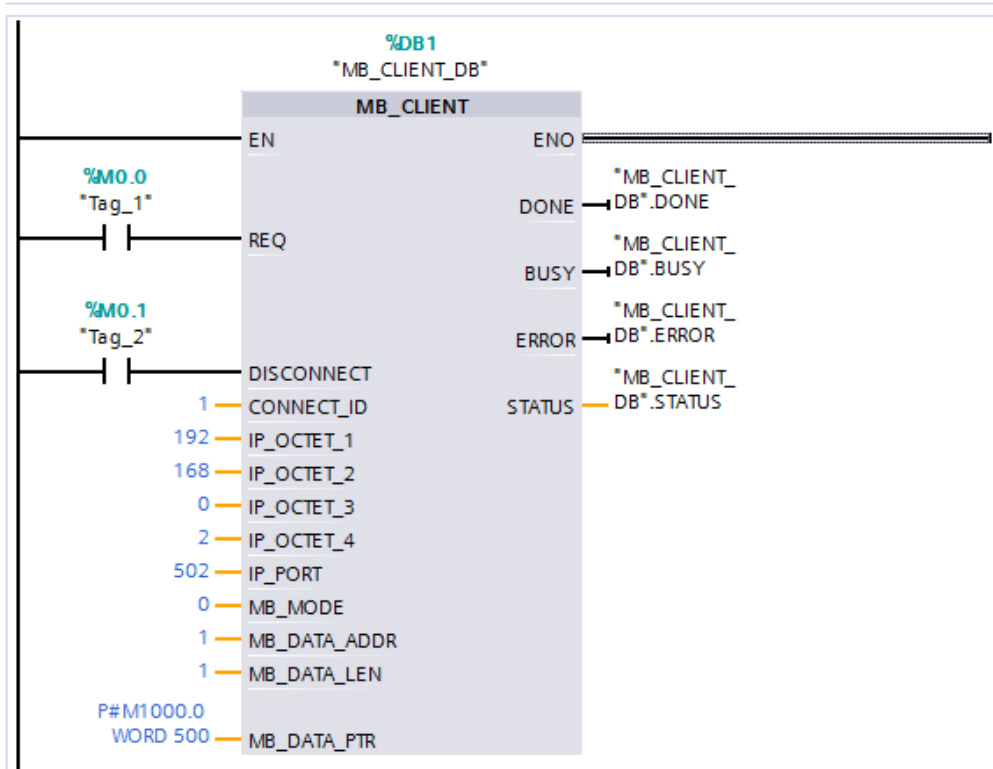 %DB1
"MB_CLIENT_DB"
MB_CLIENT
EN
ENO
%M0.0
"Tag_1"
REQ
DONE
"MB_CLIENT_
DB".DONE
BUSY
"MB_CLIENT_
DB".BUSY
%M0.1
"Tag_2"
DISCONNECT
ERROR
"MB_CLIENT_
DB".ERROR
1
CONNECT_ID
STATUS
"MB_CLIENT_
DB".STATUS
192
IP_OCTET_1
168
IP_OCTET_2
0
IP_OCTET_3
2
IP_OCTET_4
502
IP_PORT
0
MB_MODE
1
MB_DATA_ADDR
1
MB_DATA_LEN
P#M1000.0
WORD 500
MB_DATA_PTR